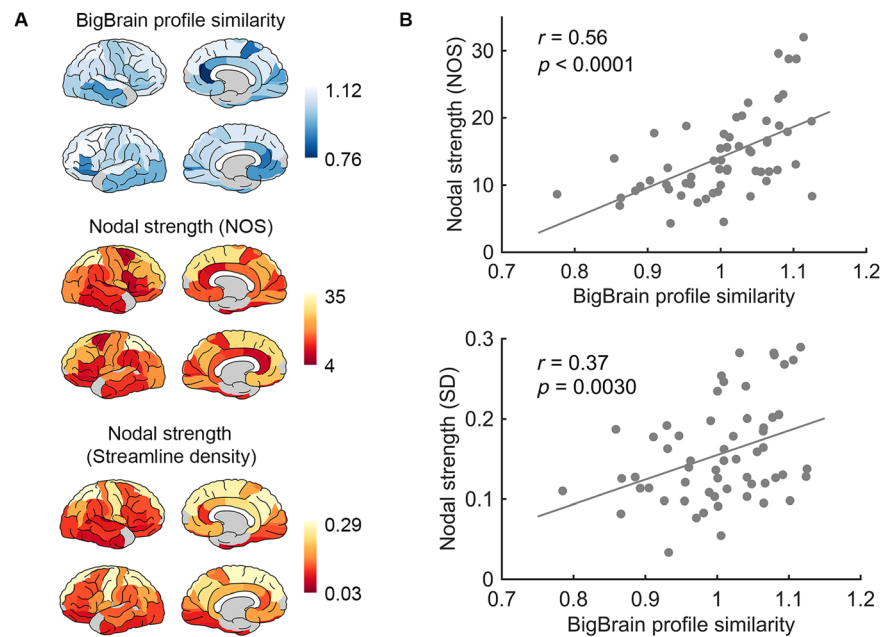 A
BigBrain profile similarity
1.12
0.76
Nodal strength (NOS)
35
4
Nodal strength
(Streamline density)
0.29
0.03
B
Nodal strength (NOS)
30
20
10
0
r = 0.56
p < 0.0001
0.7 0.8 0.9 1 1.1 1.2
BigBrain profile similarity
Nodal strength (SD)
0.3
0.2
0.1
0
r = 0.37
p = 0.0030
0.7 0.8 0.9 1 1.1 1.2
BigBrain profile similarity